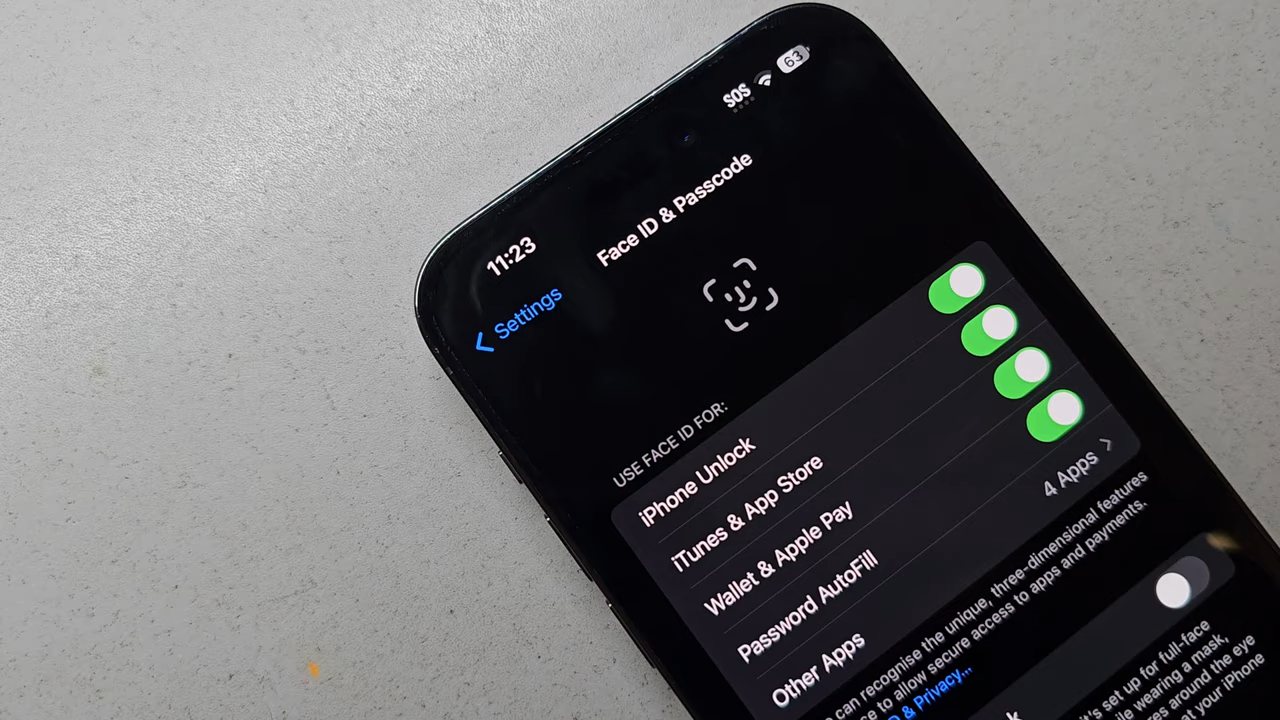 11:23
SOS
63
Settings
Face ID & Passcode
USE FACE ID FOR:
iPhone Unlock
iTunes & App Store
Wallet & Apple Pay
Password AutoFill
Other Apps 4 Apps
can recognise the unique, three-dimensional features
to allow secure access to apps and payments.
& Privacy...
it's set up for full-face
wearing a mask,
around the eye
your iPhone